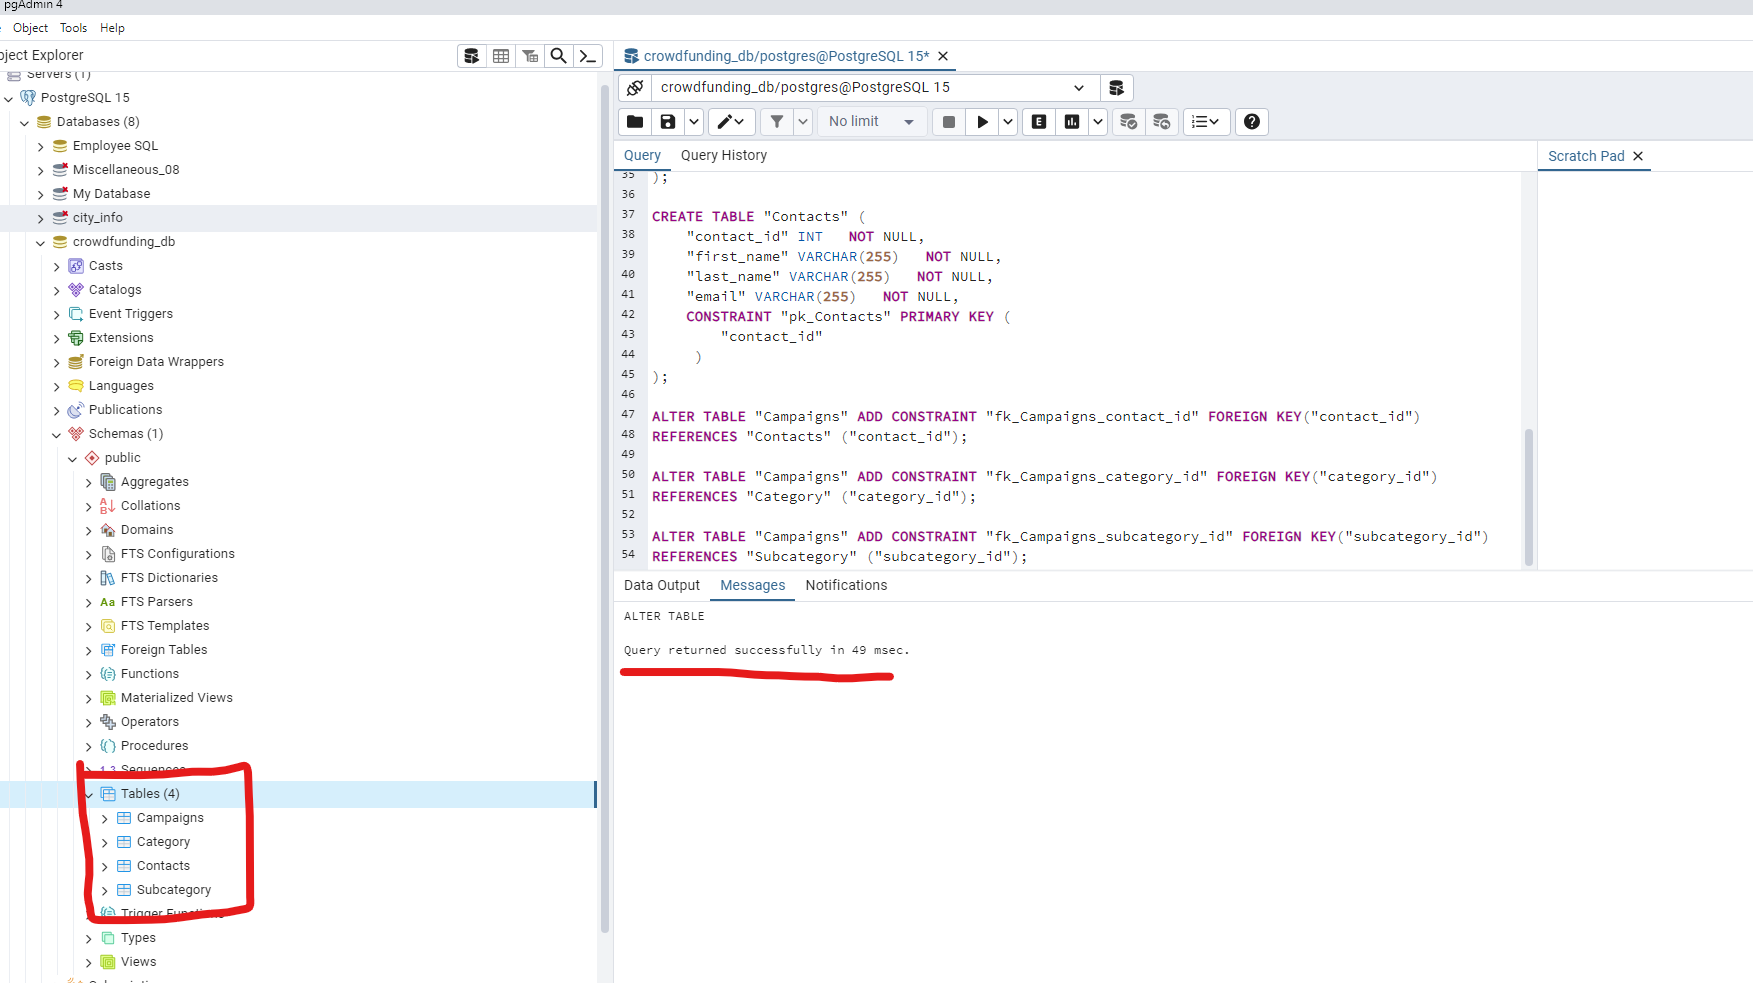 pgAdmin 4
Object Tools Help
bject Explorer
Servers (1)
PostgreSQL 15
Databases (8)
Employee SQL
Miscellaneous_08
My Database
city_info
crowdfunding_db
Casts
Catalogs
Event Triggers
Extensions
Foreign Data Wrappers
Languages
Publications
Schemas (1)
public
Aggregates
Collations
Domains
FTS Configurations
FTS Dictionaries
Aa FTS Parsers
FTS Templates
Foreign Tables
Functions
Materialized Views
Operators
Procedures
1..3 Sequences
Tables (4)
Campaigns
Category
Contacts
Subcategory
Trigger Functions
Types
Views
crowdfunding_db/postgres@PostgreSQL 15*
crowdfunding_db/postgres@PostgreSQL 15
No limit
E
Query Query History
Scratch Pad
35 );
36
37 CREATE TABLE "Contacts" (
38 "contact_id" INT NOT NULL,
39 "first_name" VARCHAR(255) NOT NULL,
40 "last_name" VARCHAR(255) NOT NULL,
41 "email" VARCHAR(255) NOT NULL,
42 CONSTRAINT "pk_Contacts" PRIMARY KEY (
43 "contact_id"
44 )
45 );
46
47 ALTER TABLE "Campaigns" ADD CONSTRAINT "fk_Campaigns_contact_id" FOREIGN KEY("contact_id")
48 REFERENCES "Contacts" ("contact_id");
49
50 ALTER TABLE "Campaigns" ADD CONSTRAINT "fk_Campaigns_category_id" FOREIGN KEY("category_id")
51 REFERENCES "Category" ("category_id");
52
53 ALTER TABLE "Campaigns" ADD CONSTRAINT "fk_Campaigns_subcategory_id" FOREIGN KEY("subcategory_id")
54 REFERENCES "Subcategory" ("subcategory_id");
Data Output Messages Notifications
ALTER TABLE
Query returned successfully in 49 msec.